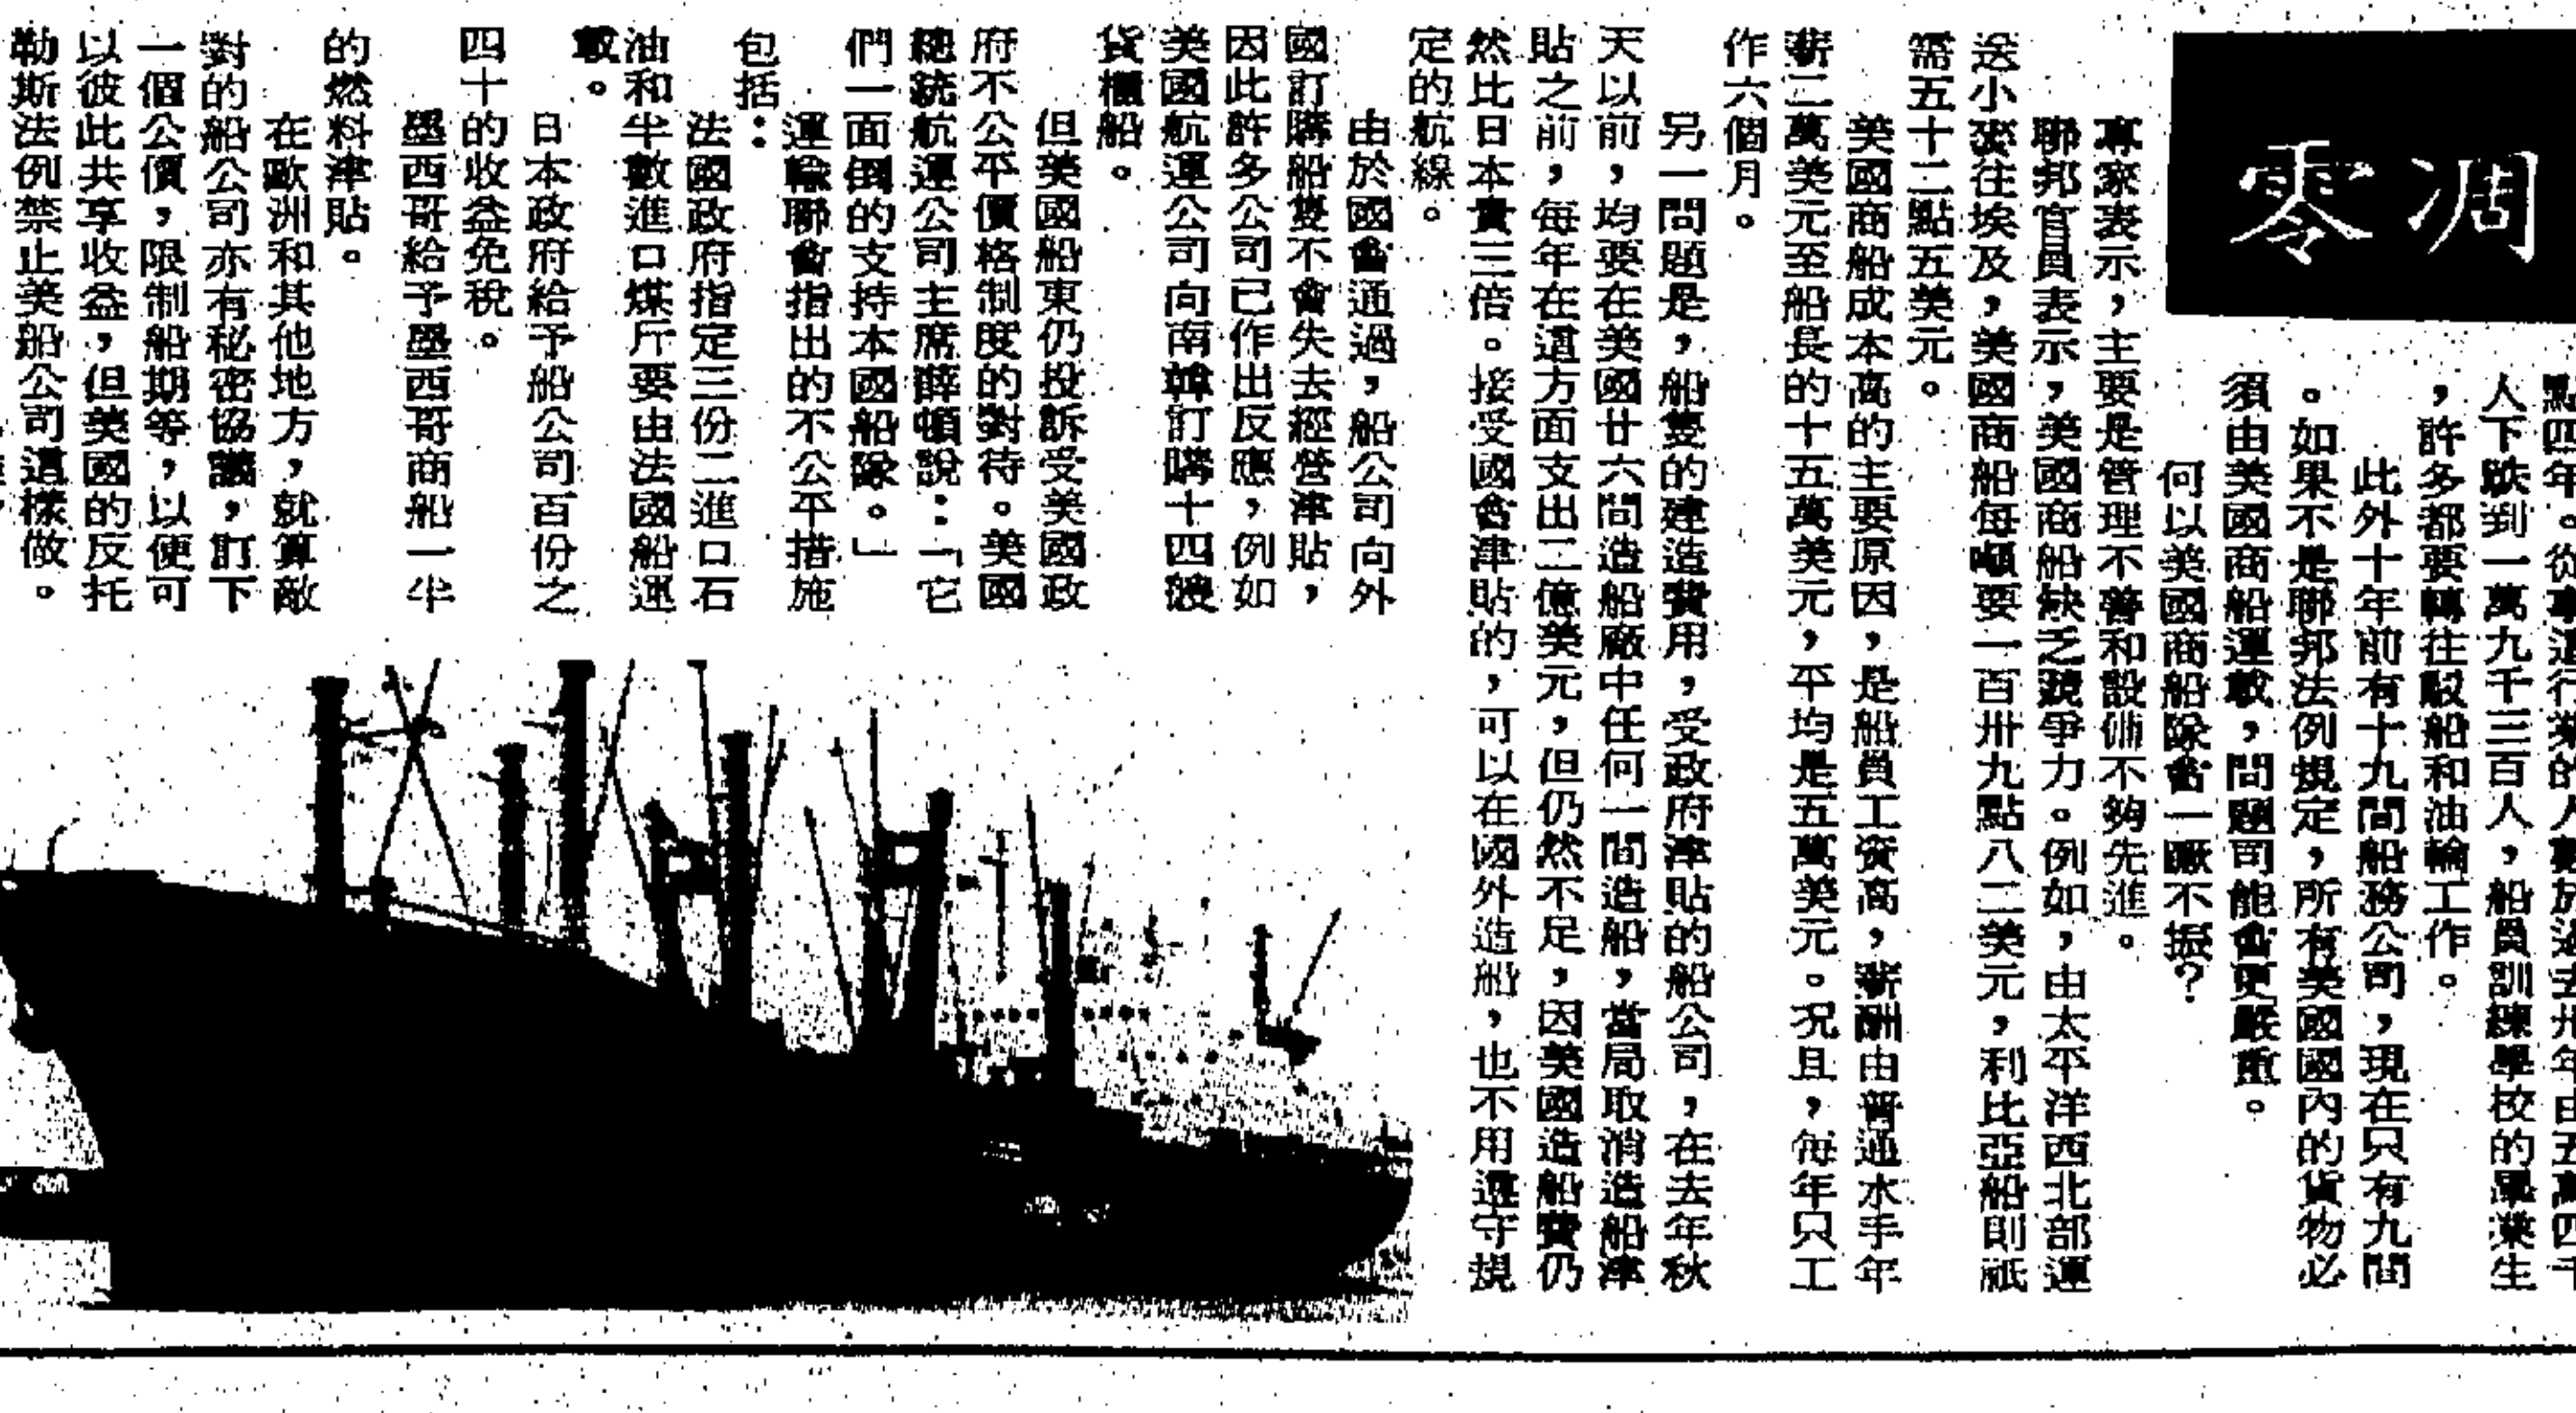 凋零
點四年。從事這行業的人數於過去卅年由五萬四千
人下跌到一萬九千三百人，船員訓練學校的畢業生
，許多都要轉往駁船和油輪工作。
此外十年前有十九間船務公司，現在只有九間
。如果不是聯邦法例規定，所有美國國內的貨物必
須由美國商船運載，問題可能會更嚴重。
何以美國商船隊會一蹶不振？
專家表示，主要是管理不善和設備不夠先進。
聯邦官員表示，美國商船缺乏競爭力。例如，由太平洋西北部運
送小麥往埃及，美國商船每噸要一百卅九點八二美元，利比亞船則祇
需五十二點五美元。
美國商船成本高的主要原因，是船員工資高，薪酬由普通水手年
薪二萬美元至船長的十五萬美元，平均是五萬美元。況且，每年只工
作六個月。
另一問題是，船隻的建造費用，受政府津貼的船公司，在去年秋
天以前，均要在美國廿六間造船廠中任何一間造船，當局取消造船津
貼之前，每年在這方面支出二億美元，但仍然不足，因美國造船費仍
然比日本貴三倍。接受國會津貼的，可以在國外造船，也不用遵守規
定的航線。
由於國會通過，船公司向外
國訂購船隻不會失去經營津貼，
因此許多公司已作出反應，例如
美國航運公司向南韓訂購十四艘
貨櫃船。
但美國船東仍投訴受美國政
府不公平價格制度的對待。美國
總統航運公司主席薛頓說：「它
們一面倒的支持本國船隊。」
運輸聯會指出的不公平措施
包括：
法國政府指定三份二進口石
油和半數進口煤斤要由法國船運
載。
日本政府給予船公司百份之
四十的收益免稅。
墨西哥給予墨西哥商船一半
的燃料津貼。
在歐洲和其他地方，就算敵
對的船公司亦有秘密協議，訂下
一個公價，限制船期等，以便可
以彼此共享收益，但美國的反托
勒斯法例禁止美船公司這樣做。